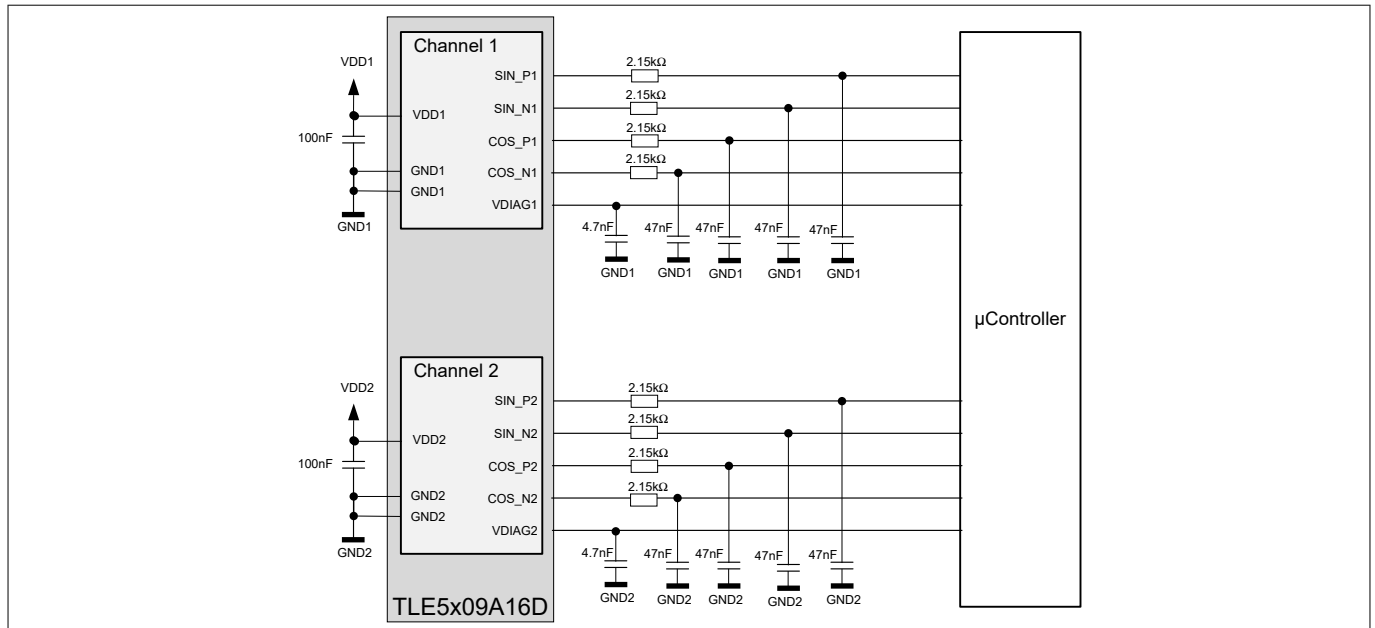 Channel 1
VDD1
SIN_P1
2.15kΩ
SIN_N1
2.15kΩ
VDD1
100nF
COS_P1
2.15kΩ
COS_N1
2.15kΩ
GND1
GND1
VDIAG1
GND1
4.7nF
47nF
47nF
47nF
47nF
GND1
GND1
GND1
GND1
GND1
µController
Channel 2
VDD2
SIN_P2
2.15kΩ
SIN_N2
2.15kΩ
VDD2
100nF
COS_P2
2.15kΩ
COS_N2
2.15kΩ
GND2
GND2
VDIAG2
GND2
4.7nF
47nF
47nF
47nF
47nF
GND2
GND2
GND2
GND2
GND2
TLE5x09A16D